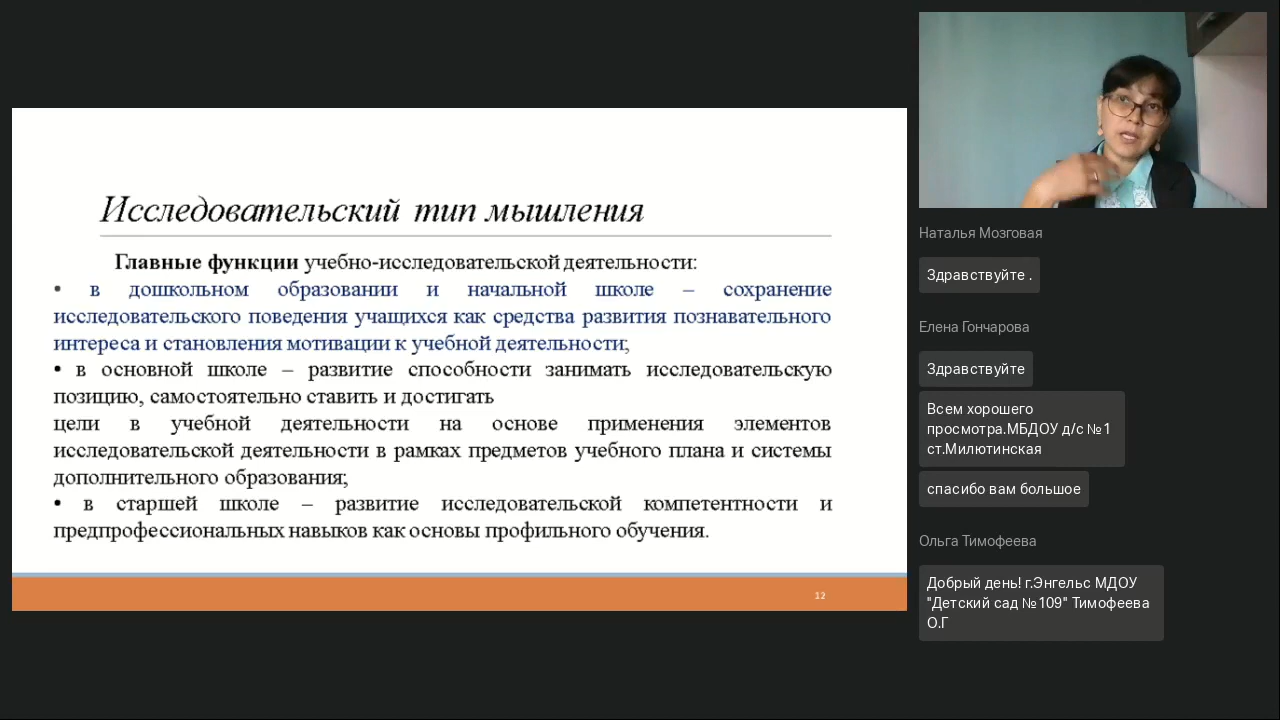 Исследовательский тип мышления
Главные функции учебно-исследовательской деятельности:
• в дошкольном образовании и начальной школе – сохранение
исследовательского поведения учащихся как средства развития познавательного
интереса и становления мотивации к учебной деятельности;
• в основной школе – развитие способности занимать исследовательскую
позицию, самостоятельно ставить и достигать
цели в учебной деятельности на основе применения элементов
исследовательской деятельности в рамках предметов учебного плана и системы
дополнительного образования;
• в старшей школе – развитие исследовательской компетентности и
предпрофессиональных навыков как основы профильного обучения.
12
Наталья Мозговая
Здравствуйте .
Елена Гончарова
Здравствуйте
Всем хорошего
просмотра.МБДОУ д/с №1
ст.Милютинская
спасибо вам большое
Ольга Тимофеева
Добрый день! г.Энгельс МДОУ
"Детский сад №109" Тимофеева
О.Г